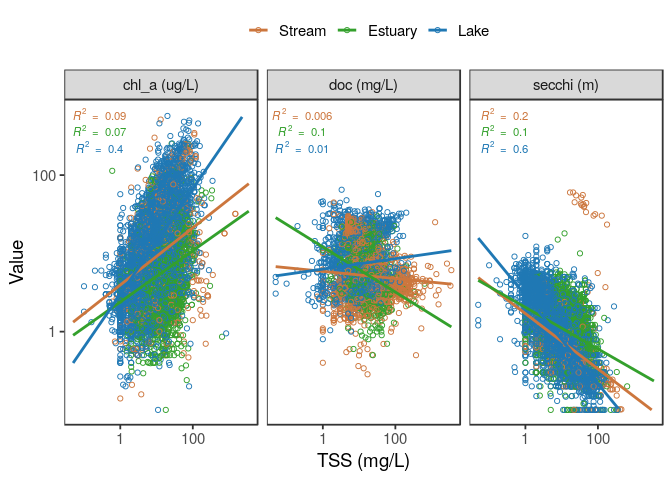 Stream Estuary Lake
chl_a (ug/L) doc (mg/L) secchi (m)
R² = 0.09 R² = 0.006 R² = 0.2
R² = 0.07 R² = 0.1 R² = 0.1
R² = 0.4 R² = 0.01 R² = 0.6
100
Value
1
1 100 1 100 1 100
TSS (mg/L)